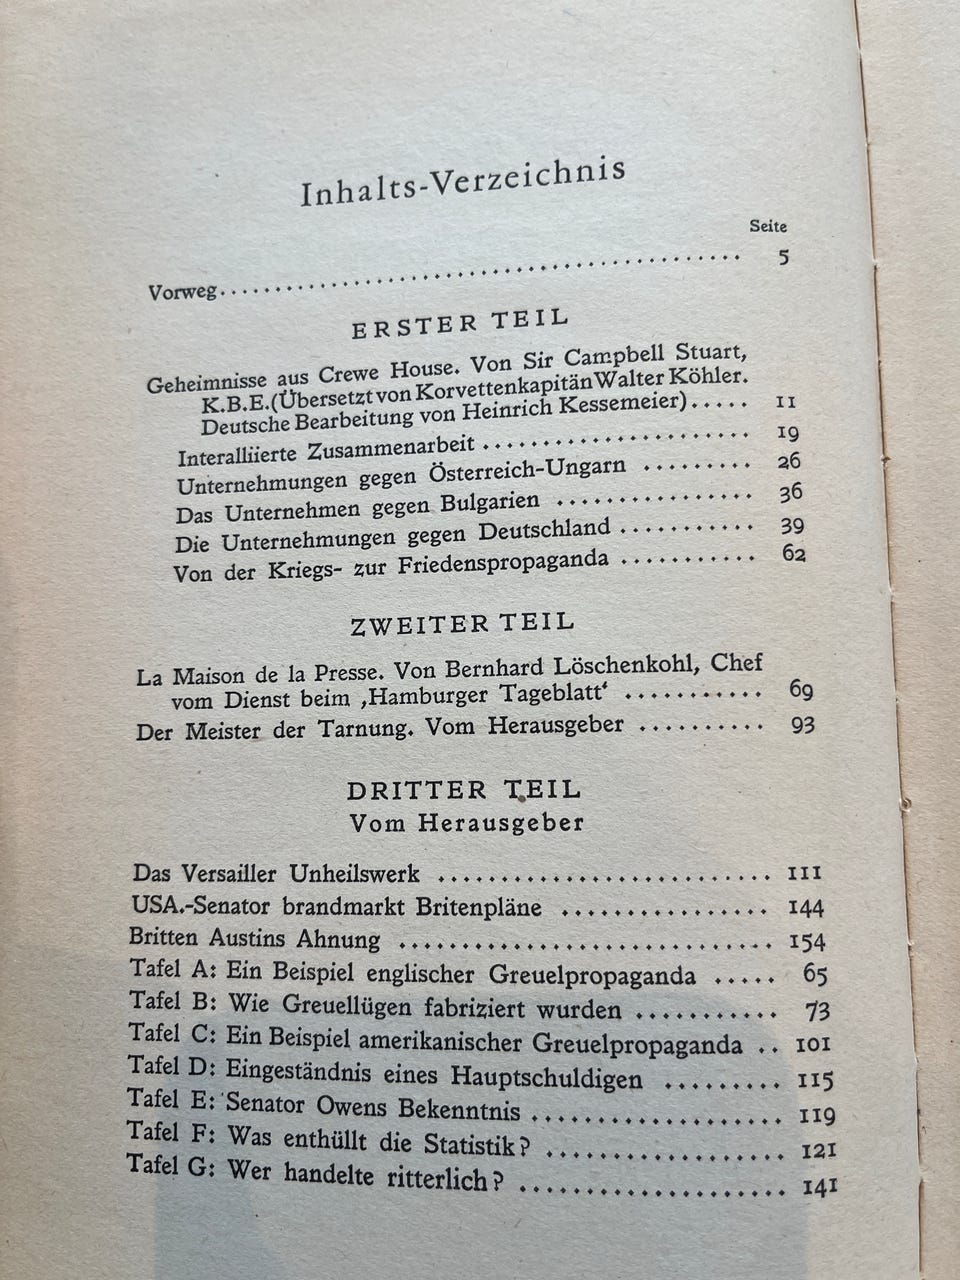 Inhalts-Verzeichnis
Seite
Vorweg........................................ 5
ERSTER TEIL
Geheimnisse aus Crewe House. Von Sir Campbell Stuart,
K.B.E.(Übersetzt von Korvettenkapitän Walter Köhler.
Deutsche Bearbeitung von Heinrich Kessemeier)..... 11
Interalliierte Zusammenarbeit ..................... 19
Unternehmungen gegen Österreich-Ungarn ......... 26
Das Unternehmen gegen Bulgarien ................ 36
Die Unternehmungen gegen Deutschland ........... 39
Von der Kriegs- zur Friedenspropaganda ........... 62
ZWEITER TEIL
La Maison de la Presse. Von Bernhard Löschenkohl, Chef
vom Dienst beim ‚Hamburger Tageblatt‘ ........... 69
Der Meister der Tarnung. Vom Herausgeber .......... 93
DRITTER TEIL
Vom Herausgeber
Das Versailler Unheilswerk ........................... 111
USA.-Senator brandmarkt Britenpläne ................. 144
Britten Austins Ahnung .............................. 154
Tafel A: Ein Beispiel englischer Greuelpropaganda ..... 65
Tafel B: Wie Greuellügen fabriziert wurden ........... 73
Tafel C: Ein Beispiel amerikanischer Greuelpropaganda .. 101
Tafel D: Eingeständnis eines Hauptschuldigen ......... 115
Tafel E: Senator Owens Bekenntnis .................... 119
Tafel F: Was enthüllt die Statistik? ................... 121
Tafel G: Wer handelte ritterlich? ...................... 141